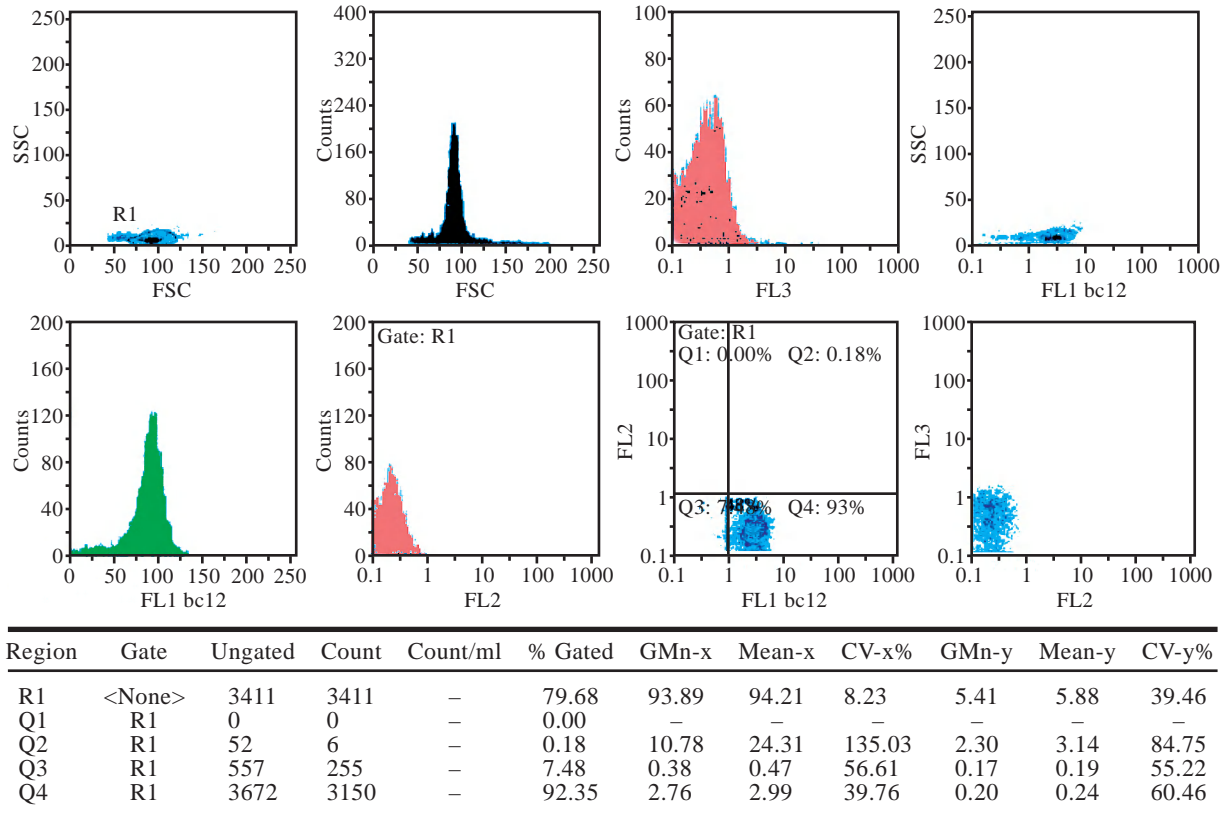 250
200
150
100
50
0
SSC
R1
0 50 100 150 200 250
FSC
400
320
240
160
80
0
Counts
0 50 100 150 200 250
FSC
100
80
60
40
20
0
Counts
0.1 1 10 100 1000
FL3
250
200
150
100
50
0
SSC
0.1 1 10 100 1000
FL1 bc12
200
160
120
80
40
0
Counts
0 50 100 150 200 250
FL1 bc12
200
160
120
80
40
0
Counts
Gate: R1
0.1 1 10 100 1000
FL2
1000
100
10
1
0.1
FL2
Gate: R1
Q1: 0.00% Q2: 0.18%
Q3: 7.48% Q4: 93%
0.1 1 10 100 1000
FL1 bc12
1000
100
10
1
0.1
FL3
0.1 1 10 100 1000
FL2
Region Gate Ungated Count Count/ml % Gated GMn-x Mean-x CV-x% GMn-y Mean-y CV-y%
R1 <None> 3411 3411 – 79.68 93.89 94.21 8.23 5.41 5.88 39.46
Q1 R1 0 0 – 0.00 – – – – – –
Q2 R1 52 6 – 0.18 10.78 24.31 135.03 2.30 3.14 84.75
Q3 R1 557 255 – 7.48 0.38 0.47 56.61 0.17 0.19 55.22
Q4 R1 3672 3150 – 92.35 2.76 2.99 39.76 0.20 0.24 60.46